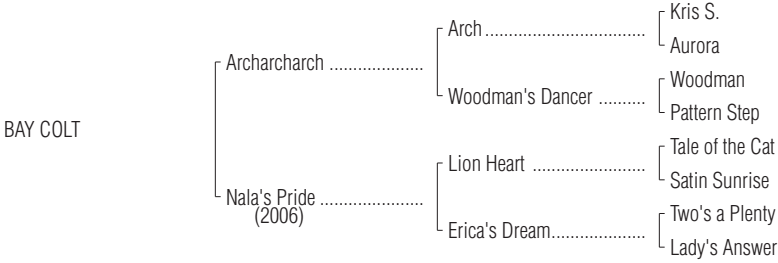 Kris S.
Arch ................................
Aurora
Archarcharch ....................
Woodman
Woodman's Dancer ..........
Pattern Step
BAY COLT
Tale of the Cat
Lion Heart .......................
Satin Sunrise
Nala's Pride ......................
(2006)
Two's a Plenty
Erica's Dream...................
Lady's Answer